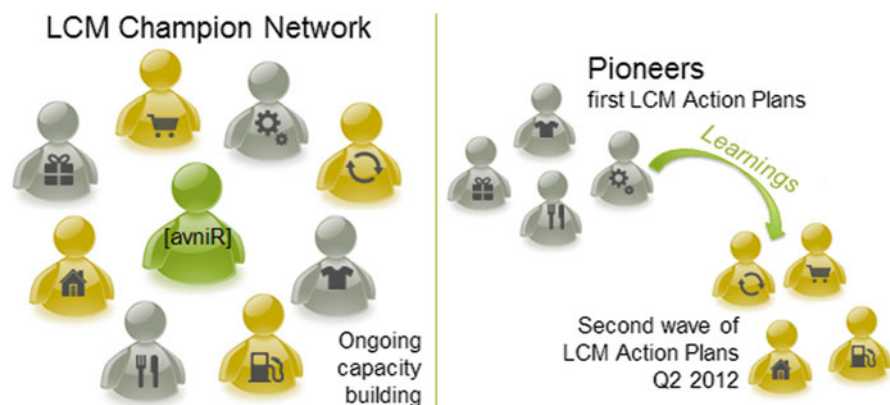 LCM Champion Network
[avniR]
Ongoing
capacity
building
Pioneers
first LCM Action Plans
Learnings
Second wave of
LCM Action Plans
Q2 2012